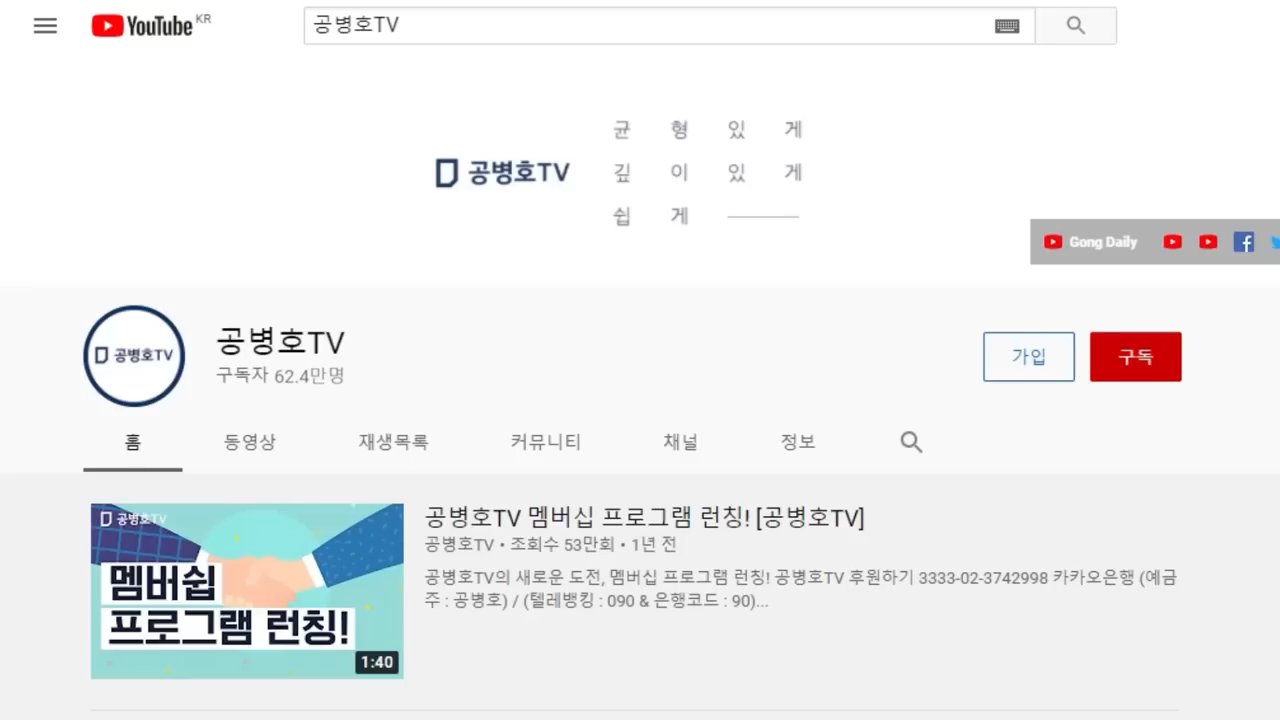 YouTube KR
공병호TV
균 형 있 게
공병호TV
깊 이 있 게
쉽 게
Gong Daily
공병호TV
공병호TV
구독자 62.4만명
가입
구독
홈
동영상
재생목록
커뮤니티
채널
정보
공병호TV
멤버쉽
프로그램 런칭!
1:40
공병호TV 멤버십 프로그램 런칭! [공병호TV]
공병호TV • 조회수 53만회 • 1년 전
공병호TV의 새로운 도전, 멤버십 프로그램 런칭! 공병호TV 후원하기 3333-02-3742998 카카오은행 (예금
주 : 공병호) / (텔레뱅킹 : 090 & 은행코드 : 90)...